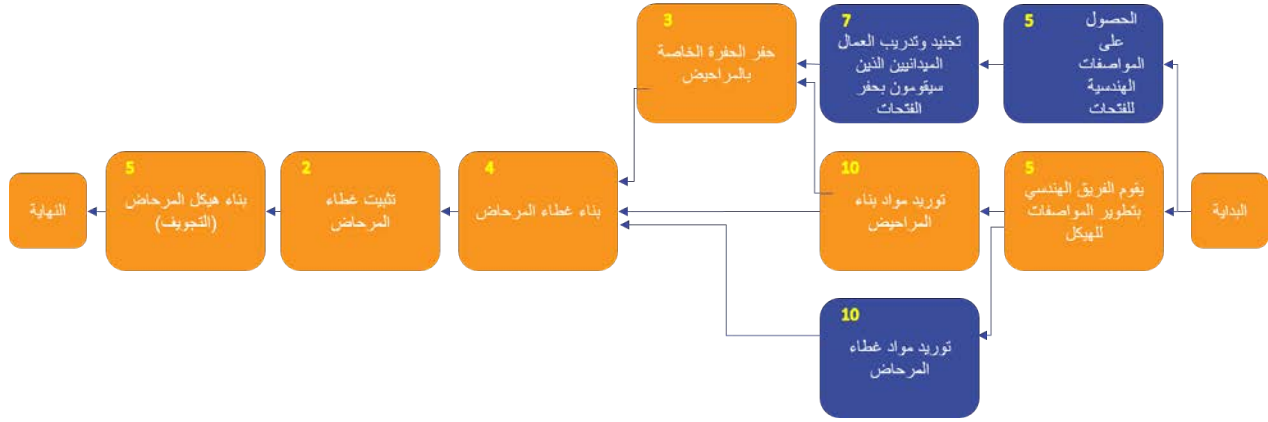 البداية
5
الحصول
على
المواصفات
الهندسية
للفتحات
7
تجنيد وتدريب العمال
الميدانيين الذين
سيقومون بحفر
الفتحات
3
حفر الحفرة الخاصة
بالمراحيض
5
يقوم الفريق الهندسي
بتطوير المواصفات
للهيكل
10
توريد مواد بناء
المراحيض
4
بناء غطاء المرحاض
2
تثبيت غطاء
المرحاض
5
بناء هيكل المرحاض
(التجويف)
النهاية
10
توريد مواد غطاء
المرحاض